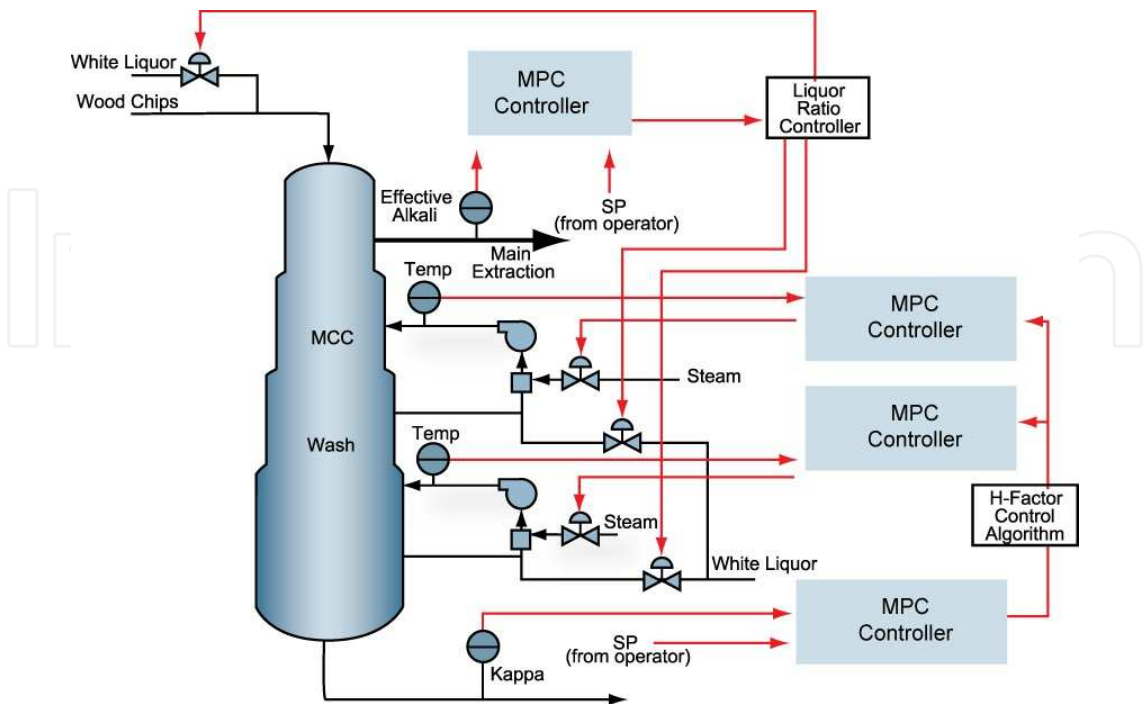 White Liquor
Wood Chips
MPC
Controller
Liquor
Ratio
Controller
Effective
Alkali
SP
(from operator)
Main
Extraction
Temp
MPC
Controller
MCC
Steam
MPC
Controller
Wash
Temp
H-Factor
Control
Algorithm
Steam
White Liquor
MPC
Controller
SP
(from operator)
Kappa